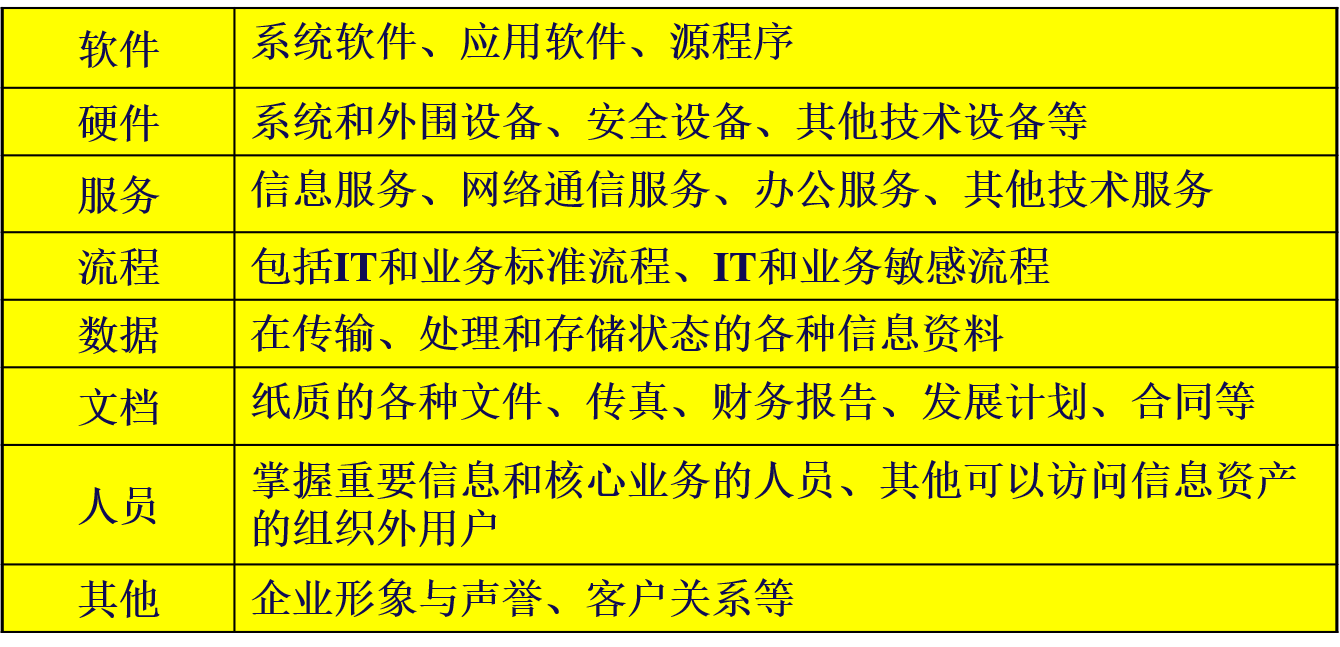 软件
系统软件、应用软件、源程序
硬件
系统和外围设备、安全设备、其他技术设备等
服务
信息服务、网络通信服务、办公服务、其他技术服务
流程
包括IT和业务标准流程、IT和业务敏感流程
数据
在传输、处理和存储状态的各种信息资料
文档
纸质的各种文件、传真、财务报告、发展计划、合同等
人员
掌握重要信息和核心业务的人员、其他可以访问信息资产
的组织外用户
其他
企业形象与声誉、客户关系等